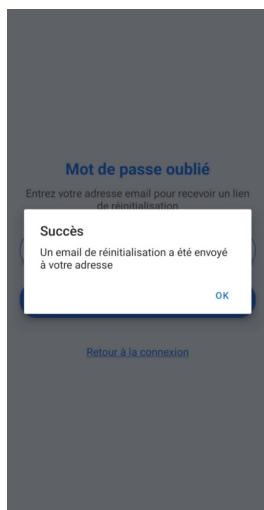 Mot de passe oublié
Entrez votre adresse email pour recevoir un lien
de réinitialisation
Succès
Un email de réinitialisation a été envoyé
à votre adresse
OK
Retour à la connexion